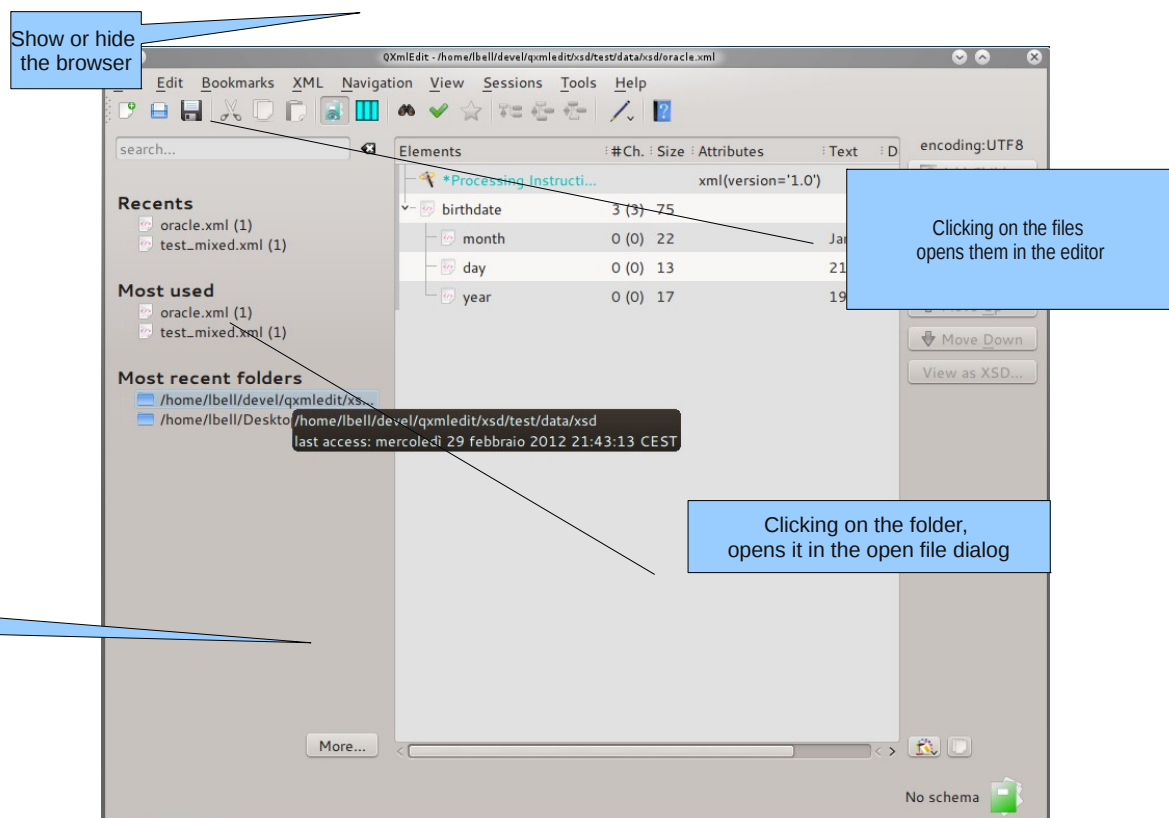 Show or hide
the browser
QXmlEdit - /home/lbell/devel/qxmledit/xsd/test/data/xsd/oracle.xml
Edit Bookmarks XML Navigation View Sessions Tools Help
search...
Elements #Ch. Size Attributes Text D
encoding:UTF8
*Processing Instructi... xml(version='1.0')
birthdate 3 (3) 75
month 0 (0) 22
day 0 (0) 13 21
year 0 (0) 17 19
Recents
oracle.xml (1)
test_mixed.xml (1)
Most used
oracle.xml (1)
test_mixed.xml (1)
Most recent folders
/home/lbell/devel/qxmledit/xs...
/home/lbell/Deskto
/home/lbell/devel/qxmledit/xsd/test/data/xsd
last access: mercoledì 29 febbraio 2012 21:43:13 CEST
Clicking on the files
opens them in the editor
Move Down
View as XSD...
Clicking on the folder,
opens it in the open file dialog
More...
No schema